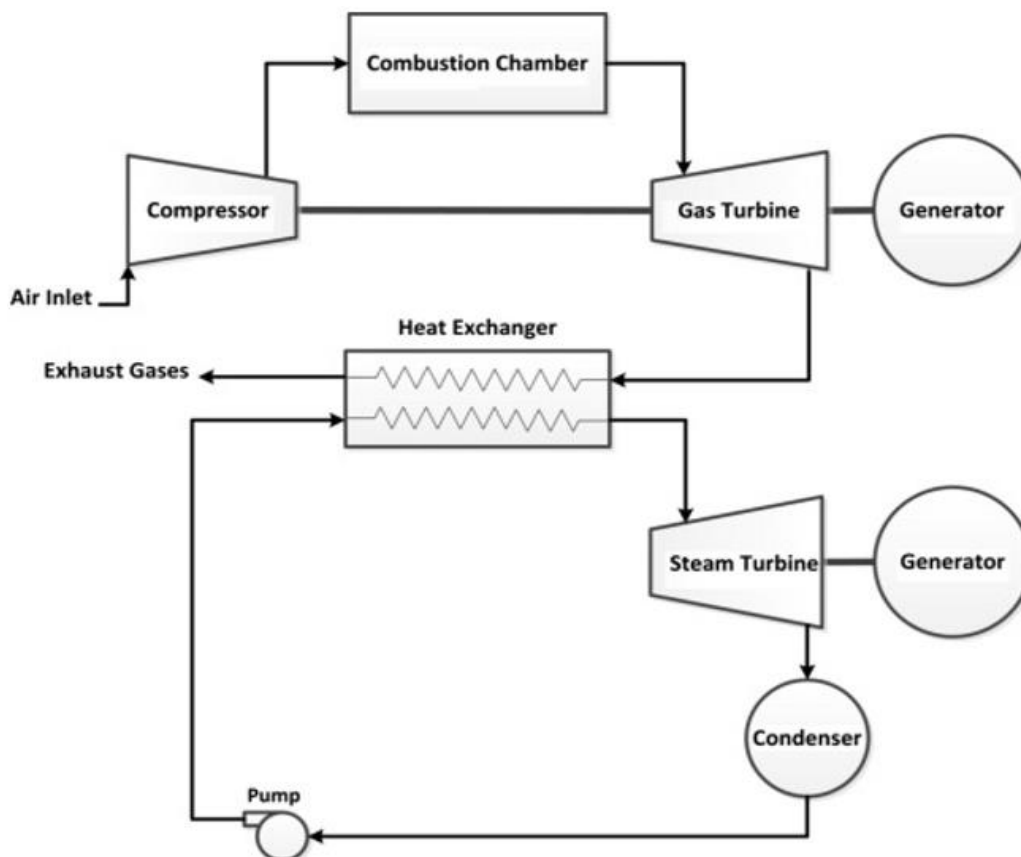 Combustion Chamber
Compressor
Gas Turbine
Generator
Air Inlet
Heat Exchanger
Exhaust Gases
Steam Turbine
Generator
Condenser
Pump